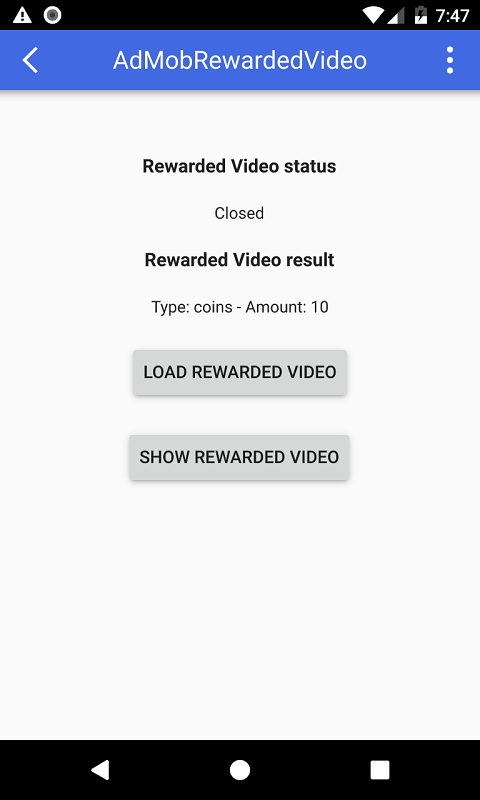 7:47
AdMobRewardedVideo
Rewarded Video status
Closed
Rewarded Video result
Type: coins - Amount: 10
LOAD REWARDED VIDEO
SHOW REWARDED VIDEO